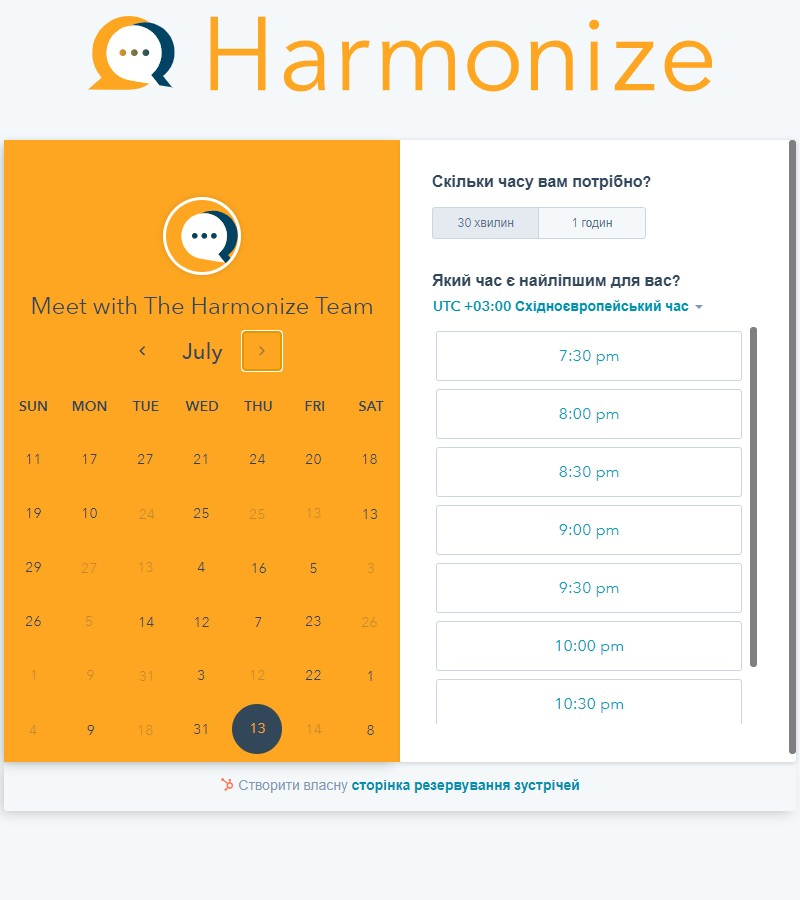 Harmonize
Meet with The Harmonize Team
July
SUN MON TUE WED THU FRI SAT
11 17 27 21 24 20 18
19 10 24 25 25 13 13
29 27 13 4 16 5 3
26 5 14 12 7 23 26
1 9 31 3 12 22 1
4 9 18 31 13 14 8
Скільки часу вам потрібно?
30 хвилин 1 годин
Який час є найліпшим для вас?
UTC +03:00 Східноєвропейський час
7:30 pm
8:00 pm
8:30 pm
9:00 pm
9:30 pm
10:00 pm
10:30 pm
Створити власну сторінка резервування зустрічей